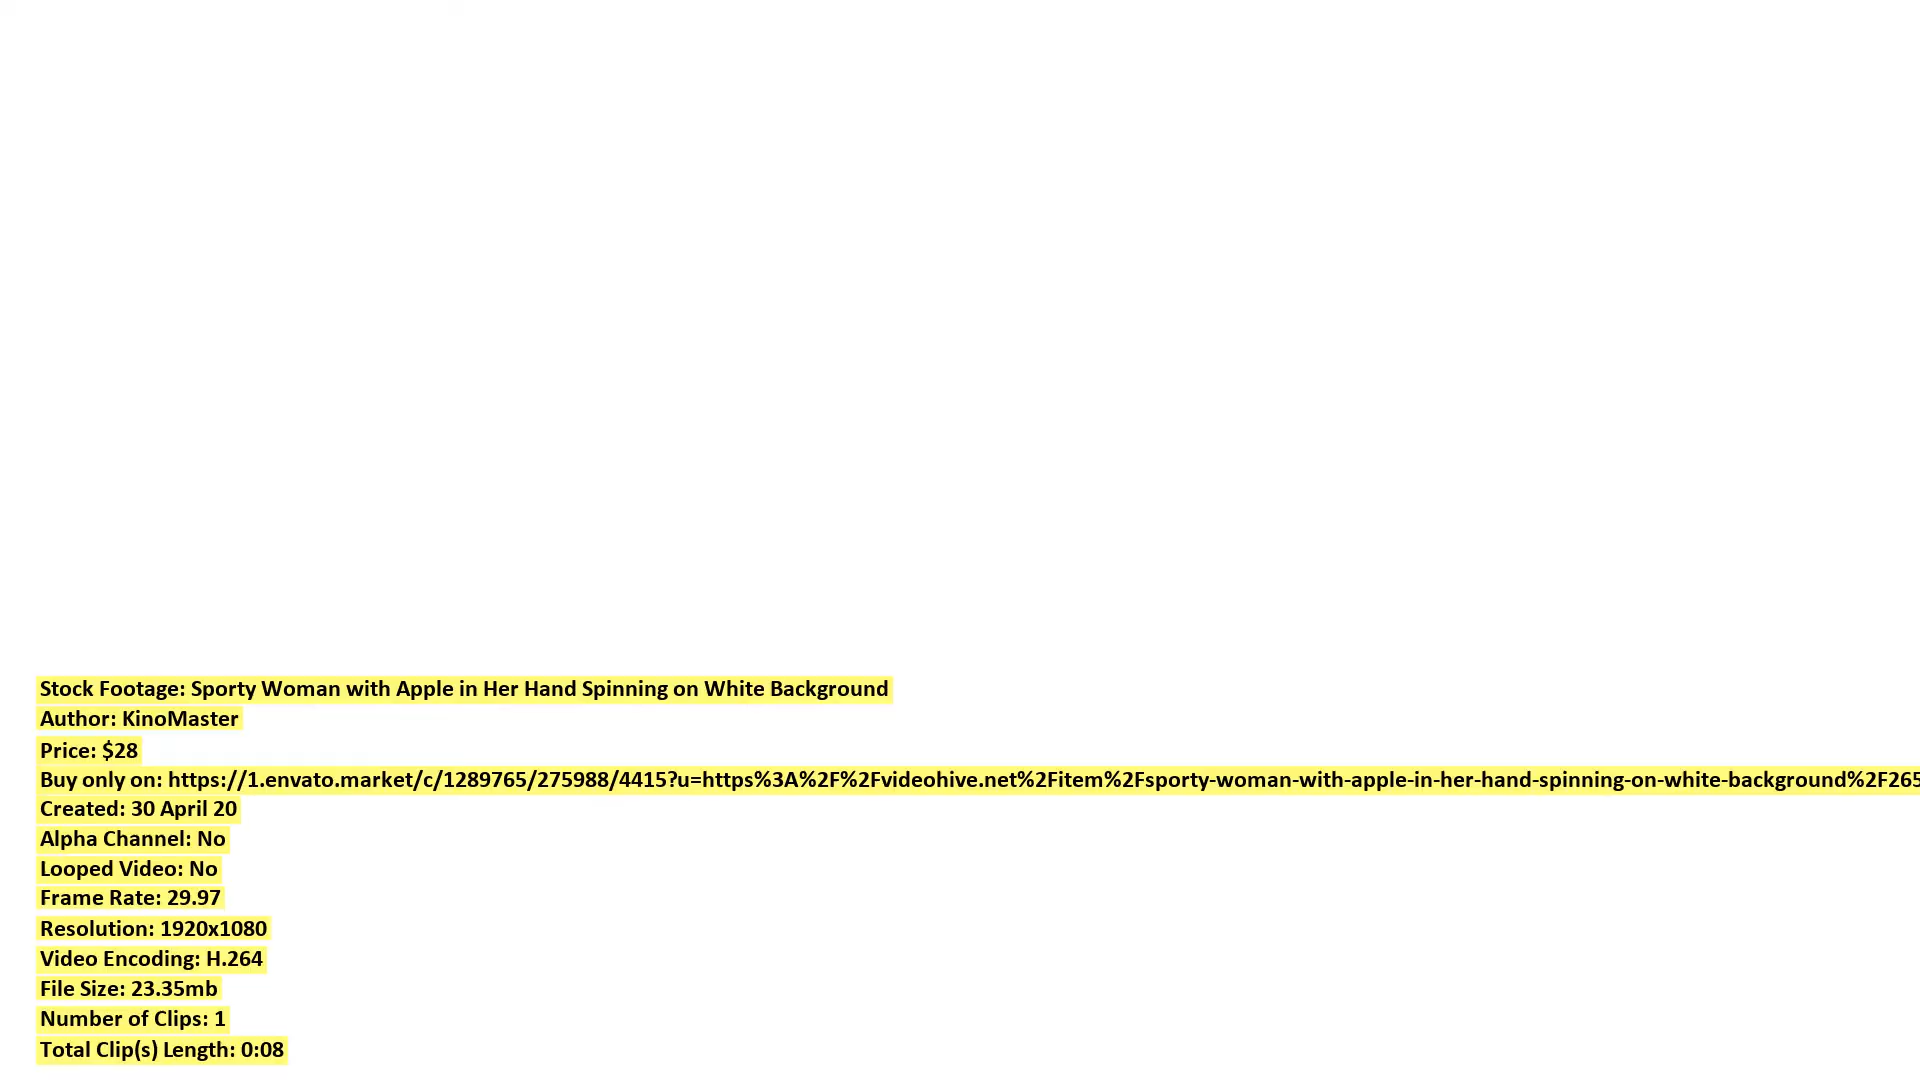 Stock Footage: Sporty Woman with Apple in Her Hand Spinning on White Background
Author: KinoMaster
Price: $28
Buy only on: https://1.envato.market/c/1289765/275988/4415?u=https%3A%2F%2Fvideohive.net%2Fitem%2Fsporty-woman-with-apple-in-her-hand-spinning-on-white-background%2F265
Created: 30 April 20
Alpha Channel: No
Looped Video: No
Frame Rate: 29.97
Resolution: 1920x1080
Video Encoding: H.264
File Size: 23.35mb
Number of Clips: 1
Total Clip(s) Length: 0:08